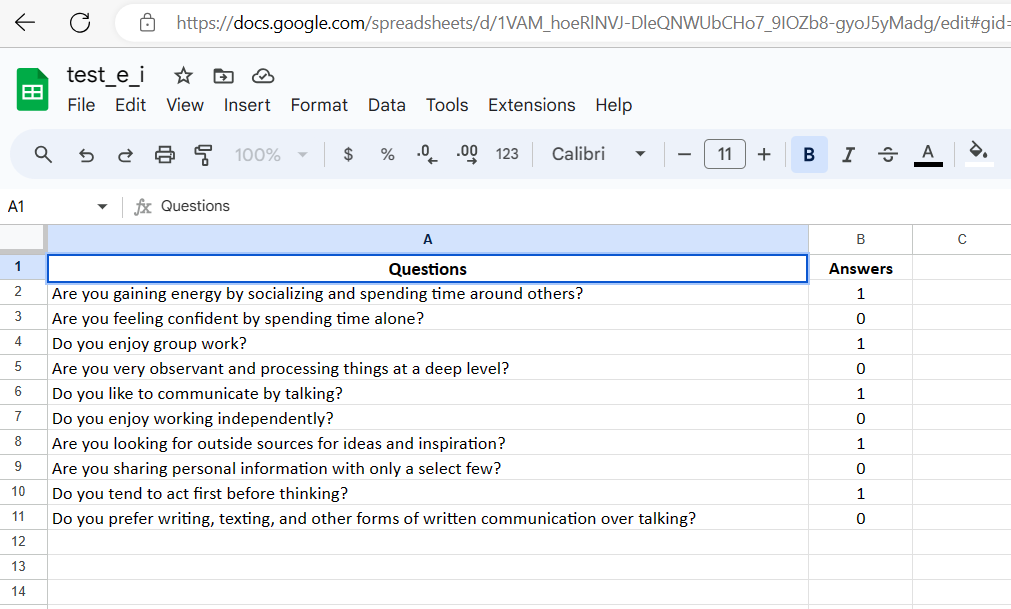 https://docs.google.com/spreadsheets/d/1VAM_hoeRlNVJ-DleQNWUbCHo7_9IOZb8-gyoJ5yMadg/edit#gid=
test_e_i
File Edit View Insert Format Data Tools Extensions Help
100% $ % .0 .00 123 Calibri 11 B I S A
A1 fx Questions
A B C
1 Questions Answers
2 Are you gaining energy by socializing and spending time around others? 1
3 Are you feeling confident by spending time alone? 0
4 Do you enjoy group work? 1
5 Are you very observant and processing things at a deep level? 0
6 Do you like to communicate by talking? 1
7 Do you enjoy working independently? 0
8 Are you looking for outside sources for ideas and inspiration? 1
9 Are you sharing personal information with only a select few? 0
10 Do you tend to act first before thinking? 1
11 Do you prefer writing, texting, and other forms of written communication over talking? 0
12
13
14